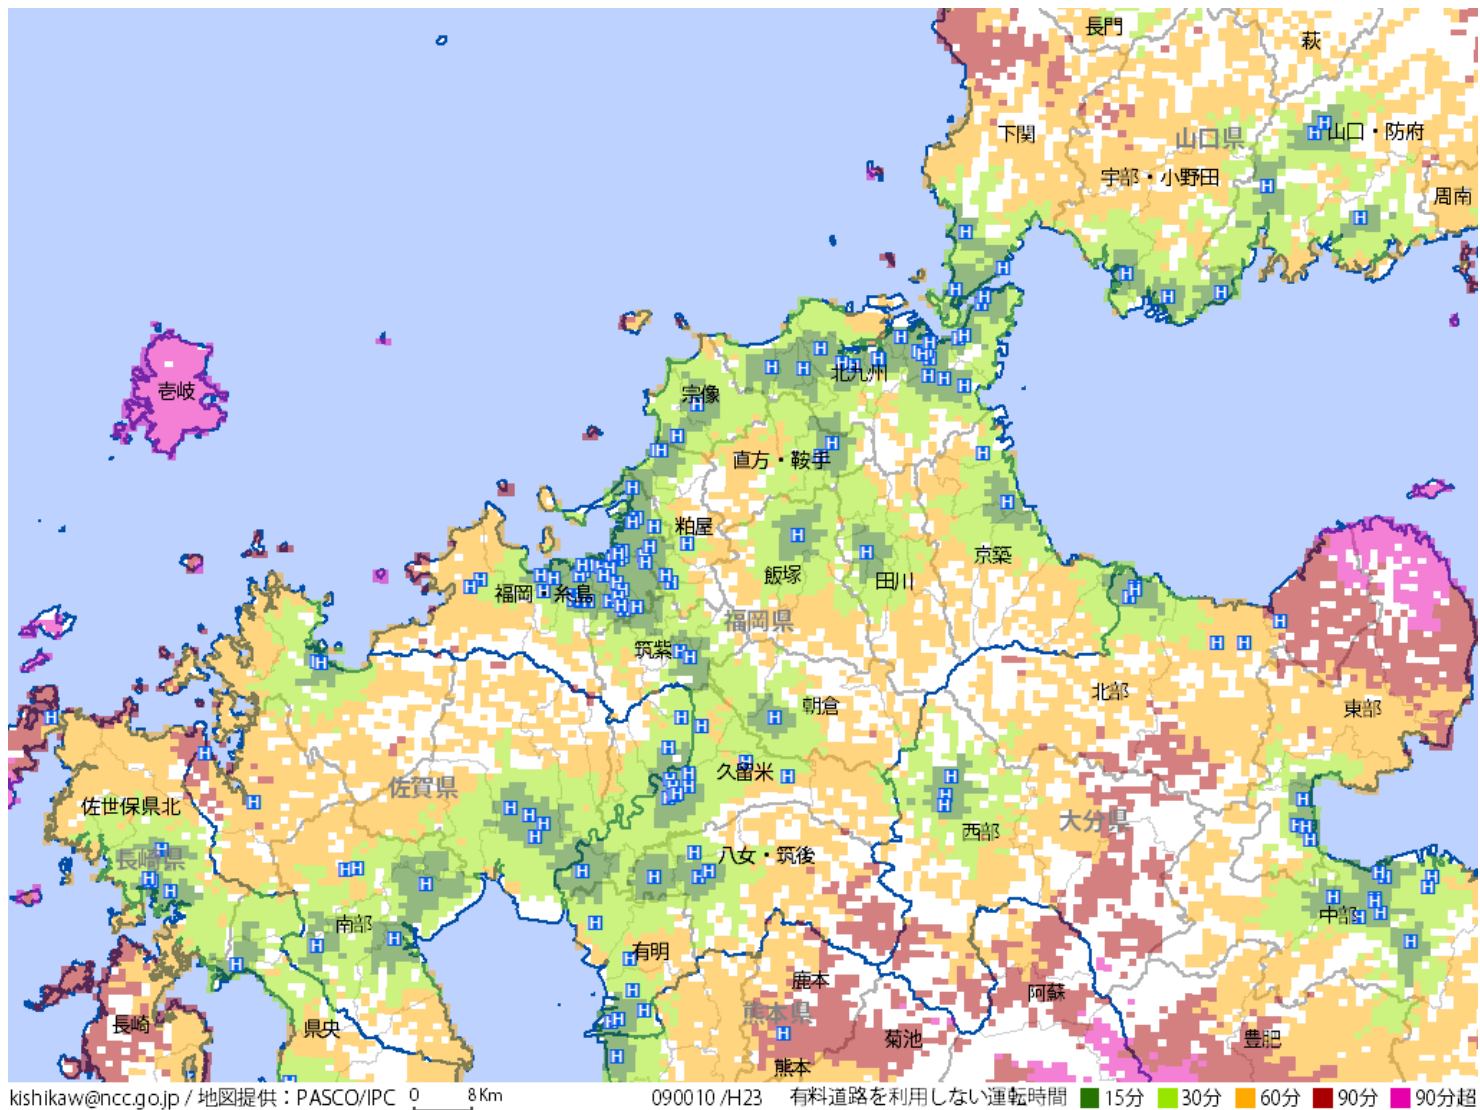 長門
萩
下関
山口県
山口・防府
宇部・小野田
周南
壱岐
宗像
北九州
直方・鞍手
粕屋
飯塚
田川
京築
福岡・糸島
福岡県
筑紫
朝倉
北部
東部
佐賀県
久留米
佐世保県北
長崎県
西部
大分県
八女・筑後
中部
南部
有明
鹿本
阿蘇
長崎
県央
熊本県
菊池
豊肥
熊本
kishikaw@ncc.go.jp / 地図提供：PASCO/IPC 0 8Km 090010 /H23 有料道路を利用しない運転時間 15分 30分 60分 90分 90分超